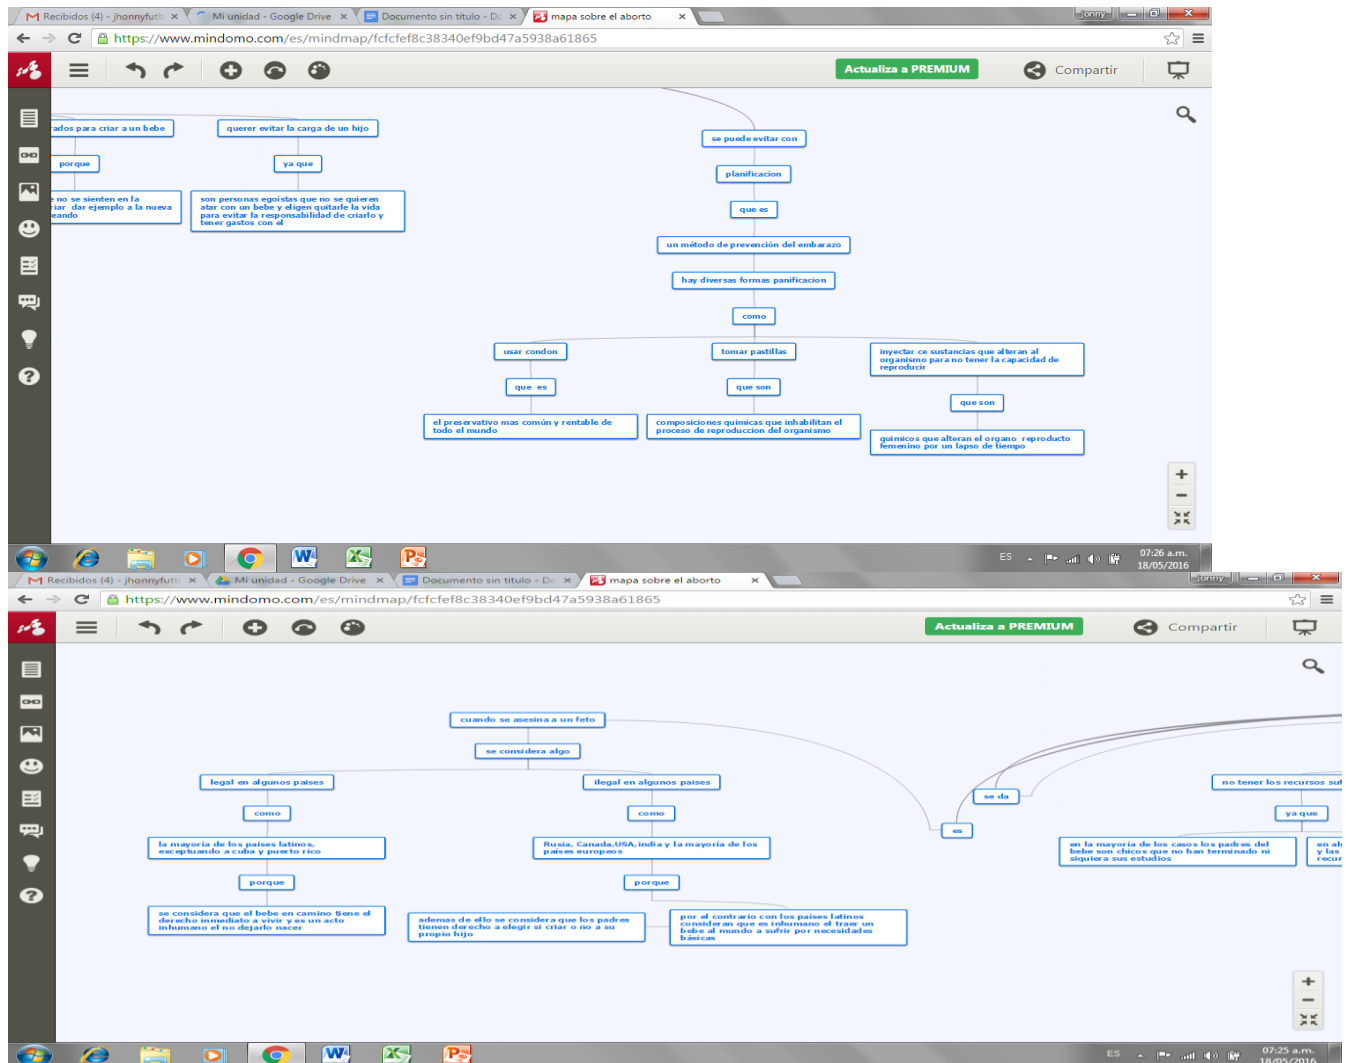 Recibidos (4) - jhonnyfutb
Mi unidad - Google Drive
Documento sin título - Do
mapa sobre el aborto
jonny
https://www.mindomo.com/es/mindmap/fcfcfef8c38340ef9bd47a5938a61865
Actualiza a PREMIUM
Compartir
rados para criar a un bebe
porque
no se sienten en la
riar dar ejemplo a la nueva
eando
querer evitar la carga de un hijo
ya que
son personas egoistas que no se quieren
atar con un bebe y eligen quitarle la vida
para evitar la responsabilidad de criarlo y
tener gastos con el
se puede evitar con
planificacion
que es
un método de prevención del embarazo
hay diversas formas panificacion
como
usar condon
que es
el preservativo mas común y rentable de
todo el mundo
tomar pastillas
que son
composiciones quimicas que inhabilitan el
proceso de reproduccion del organismo
inyectar ce sustancias que alteran al
organismo para no tener la capacidad de
reproducir
que son
quimicos que alteran el organo reproducto
femenino por un lapso de tiempo
ES
07:26 a.m.
18/05/2016
Recibidos (4) - jhonnyfutb
Mi unidad - Google Drive
Documento sin título - Do
mapa sobre el aborto
jonny
https://www.mindomo.com/es/mindmap/fcfcfef8c38340ef9bd47a5938a61865
Actualiza a PREMIUM
Compartir
cuando se asesina a un feto
se considera algo
legal en algunos paises
como
la mayoría de los países latinos,
exceptuando a cuba y puerto rico
porque
se considera que el bebe en camino tiene el
derecho inmediato a vivir y es un acto
inhumano el no dejarlo nacer
ilegal en algunos paises
como
Rusia, Canada,USA,india y la mayoría de los
países europeos
porque
ademas de ello se considera que los padres
tienen derecho a elegir si criar o no a su
propio hijo
por el contrario con los países latinos
consideran que es inhumano el traer un
bebe al mundo a sufrir por necesidades
básicas
es
se da
no tener los recursos suf
ya que
en la mayoría de los casos los padres del
bebe son chicos que no han terminado ni
siquiera sus estudios
en al
y las
recur
ES
07:25 a.m.
18/05/2016